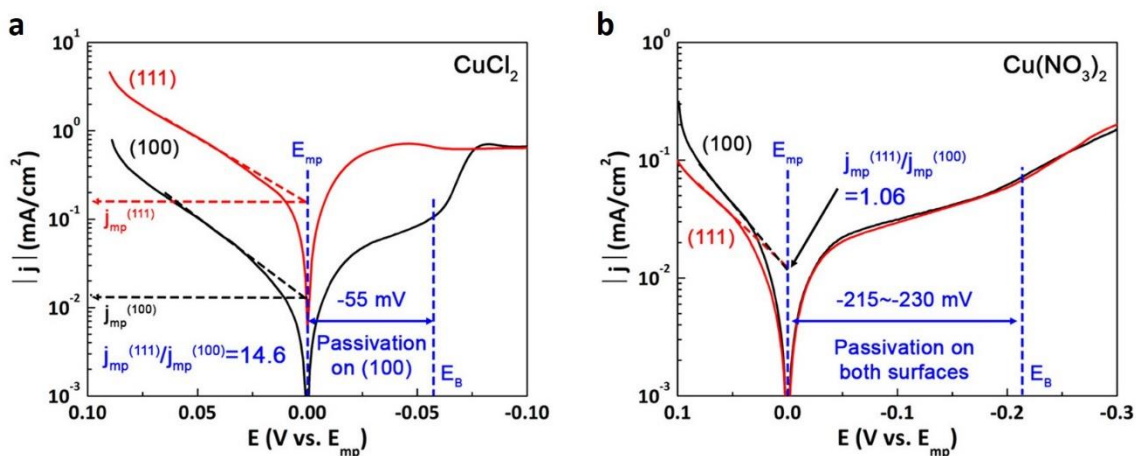 a
CuCl₂
(111)
(100)
E_mp
j_mp^(111)
j_mp^(100)
j_mp^(111)/j_mp^(100)=14.6
-55 mV
Passivation
on (100)
E_B
10¹
10⁰
10⁻¹
10⁻²
10⁻³
| j | (mA/cm²)
0.10
0.05
0.00
-0.05
-0.10
E (V vs. E_mp)
b
Cu(NO₃)₂
(100)
(111)
E_mp
j_mp^(111)/j_mp^(100)
=1.06
-215~-230 mV
Passivation on
both surfaces
E_B
10⁰
10⁻¹
10⁻²
10⁻³
| j | (mA/cm²)
0.1
0.0
-0.1
-0.2
-0.3
E (V vs. E_mp)